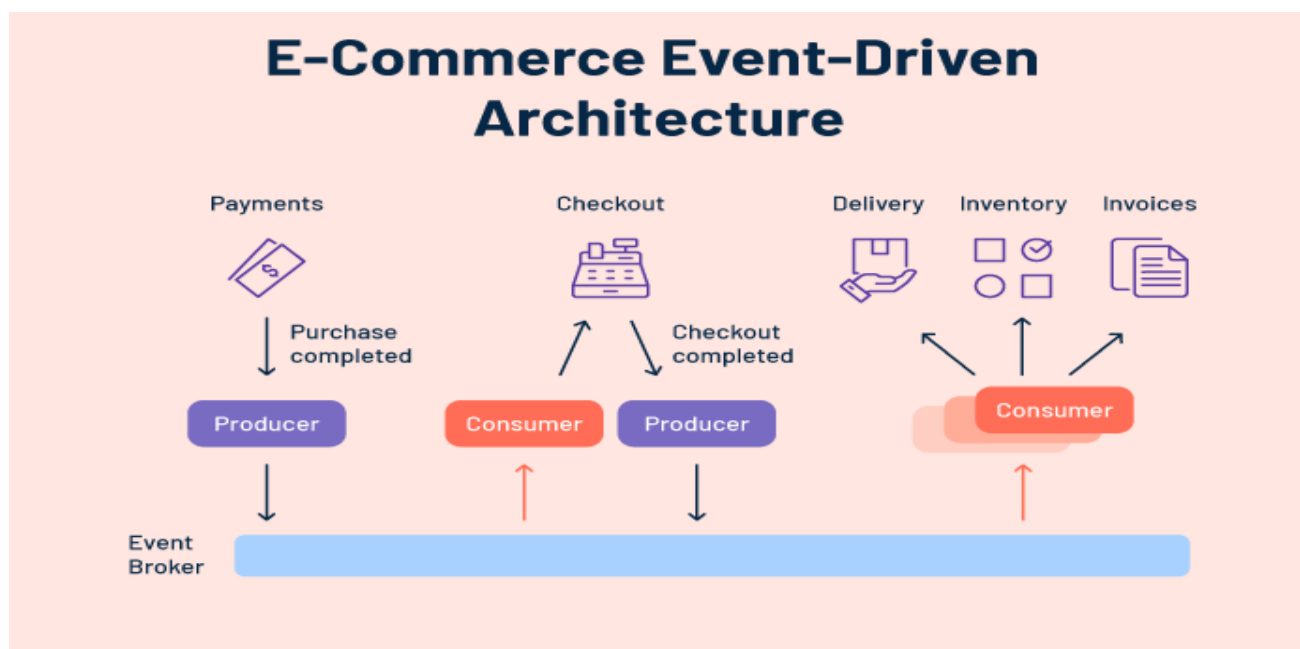 E-Commerce Event-Driven
Architecture
Payments
Checkout
Delivery
Inventory
Invoices
$
Purchase
completed
Checkout
completed
Producer
Consumer
Producer
Consumer
Event
Broker